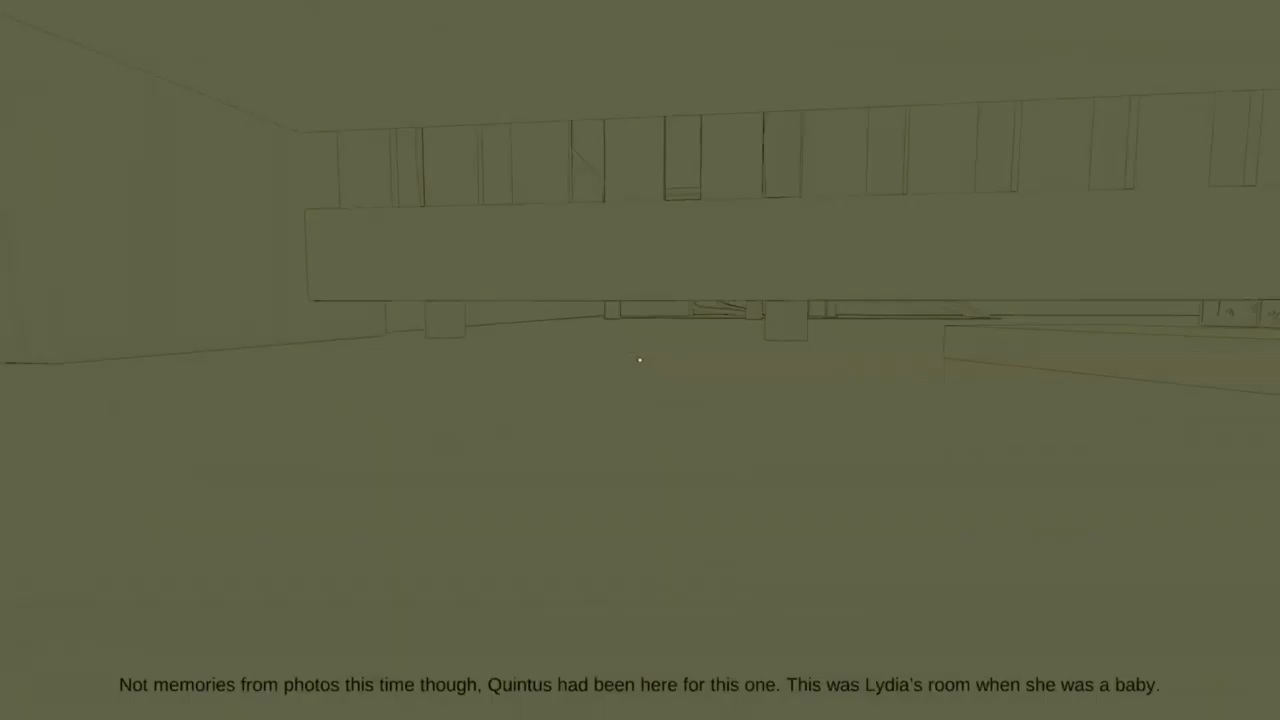 Not memories from photos this time though, Quintus had been here for this one. This was Lydia's room when she was a baby.